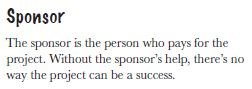 Sponsor
The sponsor is the person who pays for the
project. Without the sponsor's help, there's no
way the project can be a success.